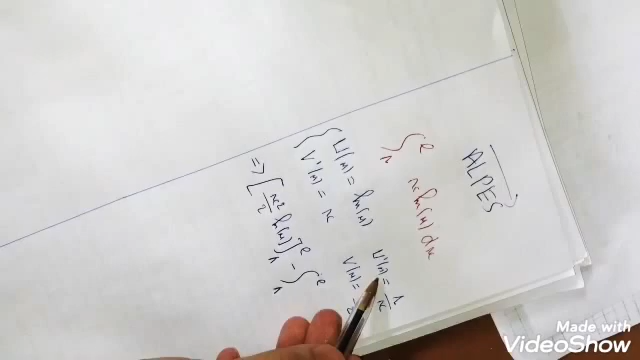 ALPES
∫₁ᵉ x ln(x) dx
{ U(x) = ln(x)   U'(x) = 1/x
{ V'(x) = x   V(x) =
=> [x²/2 ln(x)]₁ᵉ - ∫₁ᵉ
Made with
VideoShow